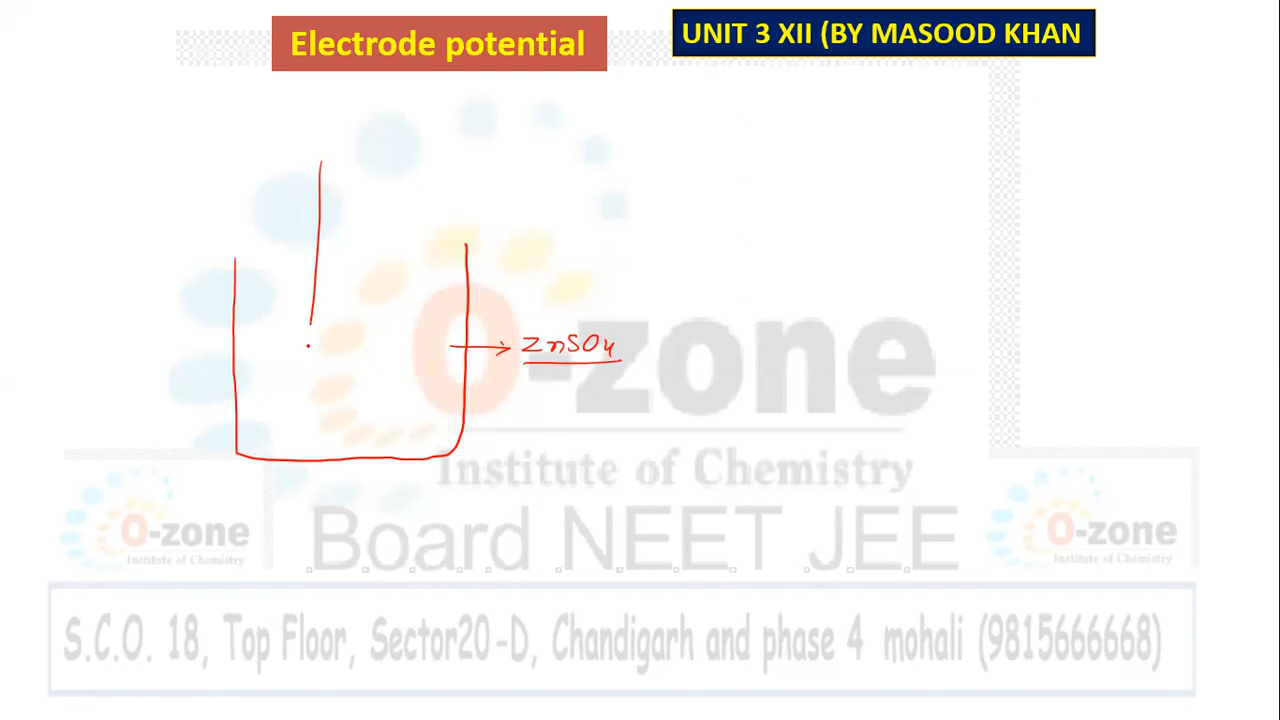 Electrode potential
UNIT 3 XII (BY MASOOD KHAN
ZnSO4
O-zone
Institute of Chemistry
O-zone
Institute of Chemistry
Board NEET JEE
O-zone
Institute of Chemistry
S.C.O. 18, Top Floor, Sector20-D, Chandigarh and phase 4 mohali (9815666668)